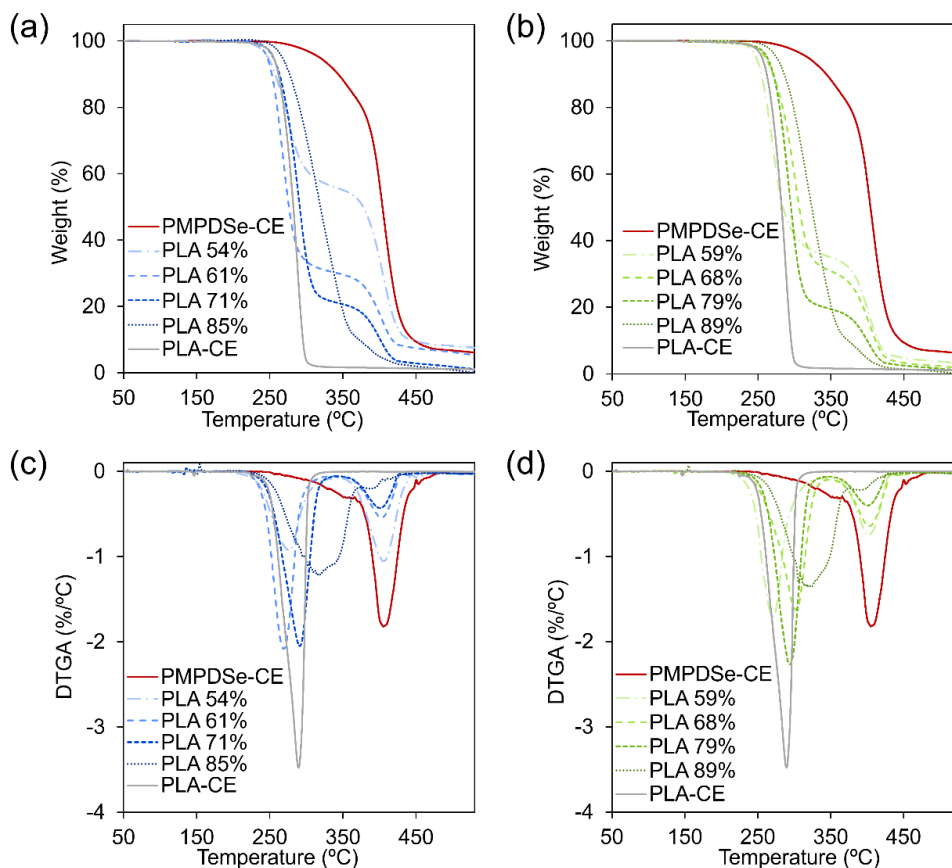 (a)
100
80
60
40
20
0
Weight (%)
PMPDSe-CE
PLA 54%
PLA 61%
PLA 71%
PLA 85%
PLA-CE
50 150 250 350 450
Temperature (ºC)
(b)
100
80
60
40
20
0
Weight (%)
PMPDSe-CE
PLA 59%
PLA 68%
PLA 79%
PLA 89%
PLA-CE
50 150 250 350 450
Temperature (ºC)
(c)
0
-1
-2
-3
-4
DTGA (%/ºC)
PMPDSe-CE
PLA 54%
PLA 61%
PLA 71%
PLA 85%
PLA-CE
50 150 250 350 450
Temperature (ºC)
(d)
0
-1
-2
-3
-4
DTGA (%/ºC)
PMPDSe-CE
PLA 59%
PLA 68%
PLA 79%
PLA 89%
PLA-CE
50 150 250 350 450
Temperature (ºC)